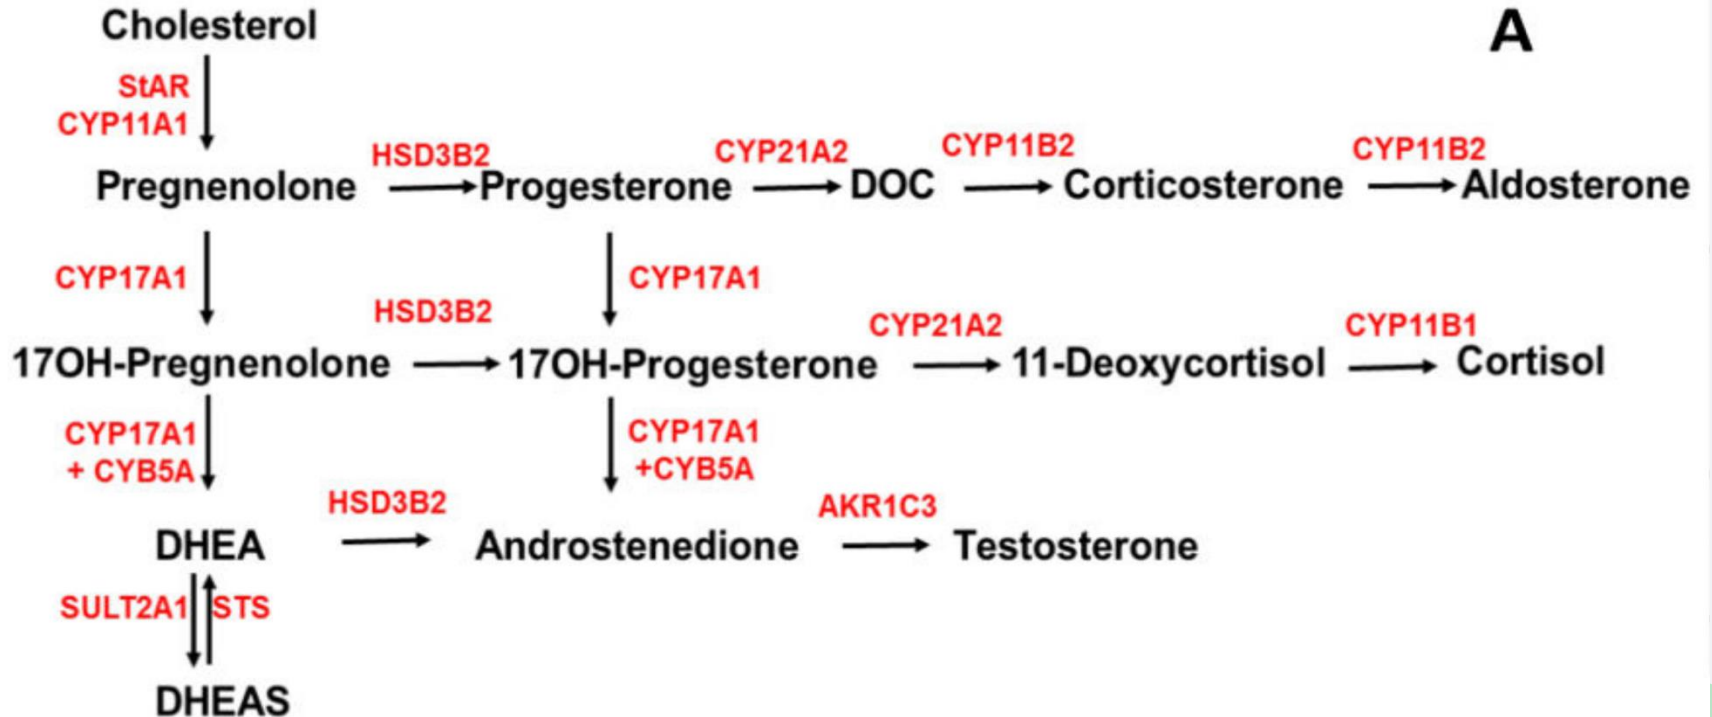 Cholesterol
A
StAR
CYP11A1
HSD3B2
CYP21A2
CYP11B2
CYP11B2
Pregnenolone
Progesterone
DOC
Corticosterone
Aldosterone
CYP17A1
CYP17A1
HSD3B2
CYP21A2
CYP11B1
17OH-Pregnenolone
17OH-Progesterone
11-Deoxycortisol
Cortisol
CYP17A1
+ CYB5A
CYP17A1
+CYB5A
HSD3B2
AKR1C3
DHEA
Androstenedione
Testosterone
SULT2A1
STS
DHEAS